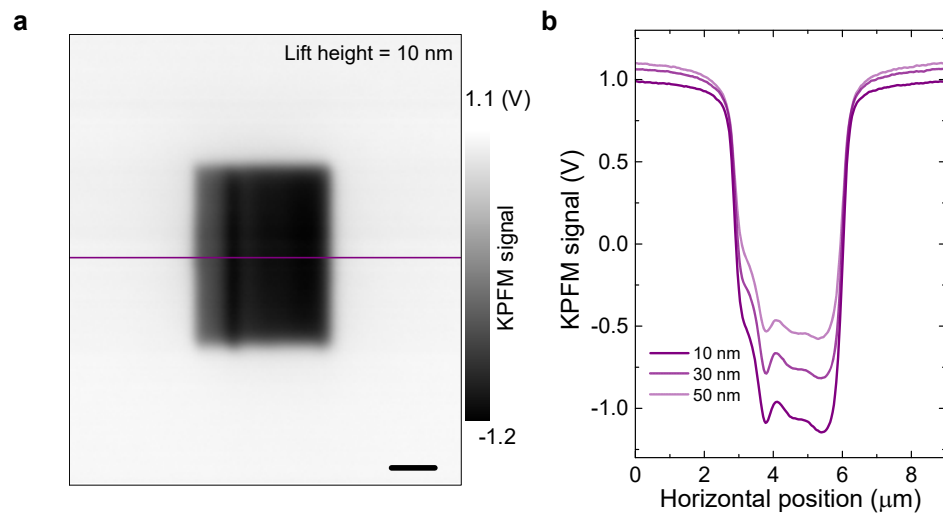 a
Lift height = 10 nm
1.1 (V)
KPFM signal
-1.2
b
KPFM signal (V)
1.0
0.5
0.0
-0.5
-1.0
10 nm
30 nm
50 nm
0 2 4 6 8
Horizontal position (μm)